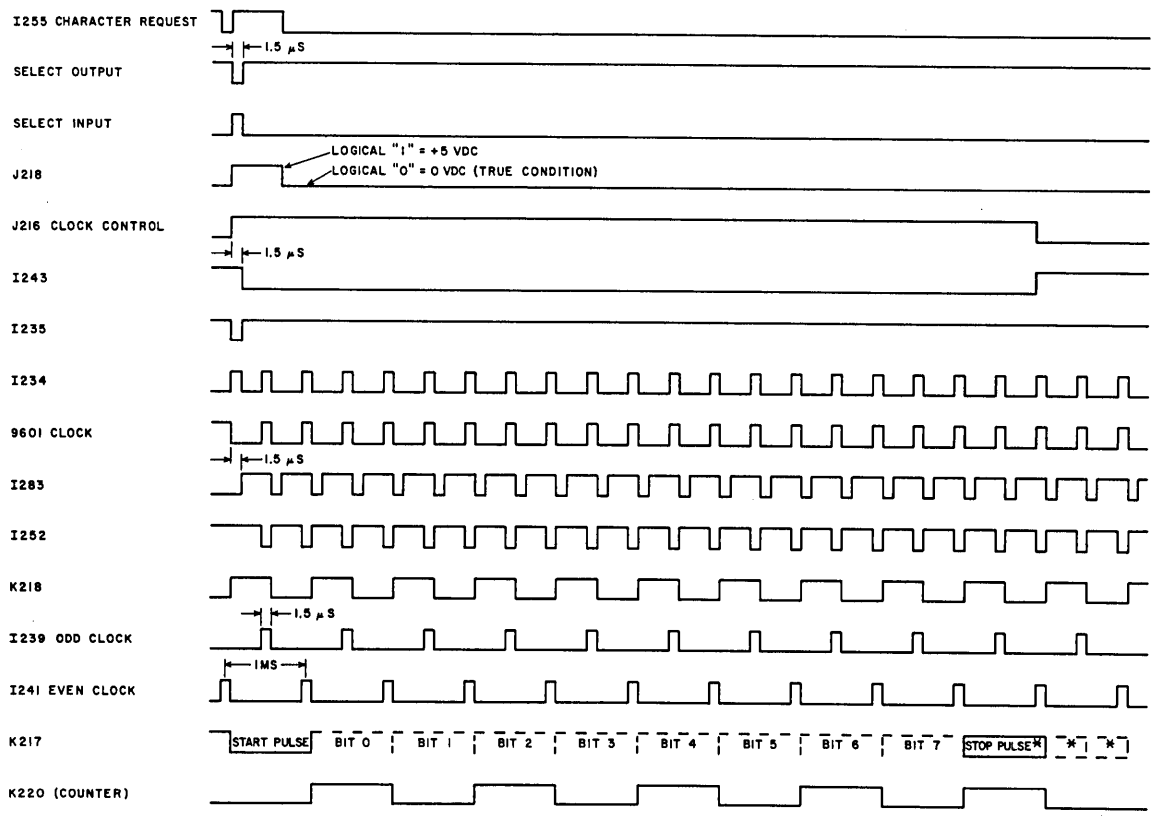 I255 CHARACTER REQUEST
1.5 µS
SELECT OUTPUT
SELECT INPUT
LOGICAL "1" = +5 VDC
J218
LOGICAL "0" = 0 VDC (TRUE CONDITION)
J216 CLOCK CONTROL
1.5 µS
I243
I235
I234
9601 CLOCK
1.5 µS
I283
I252
K218
1.5 µS
I239 ODD CLOCK
1MS
I241 EVEN CLOCK
K217 START PULSE BIT 0 BIT 1 BIT 2 BIT 3 BIT 4 BIT 5 BIT 6 BIT 7 STOP PULSE* * *
K220 (COUNTER)